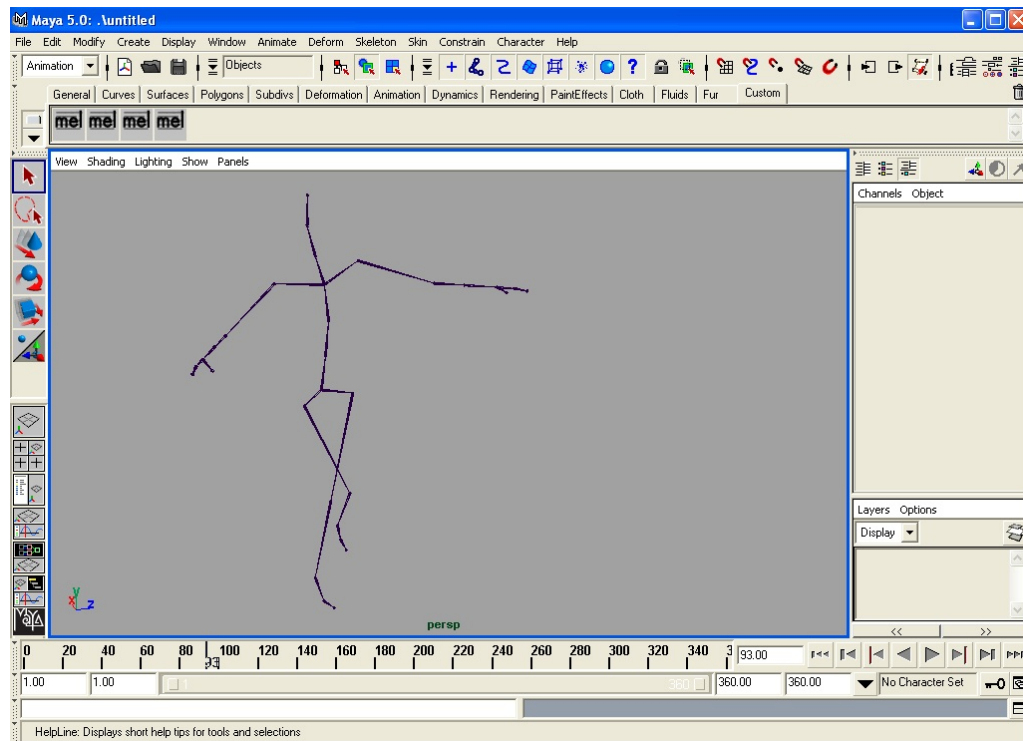 Maya 5.0: .\untitled
File Edit Modify Create Display Window Animate Deform Skeleton Skin Constrain Character Help
Animation Objects
General Curves Surfaces Polygons Subdivs Deformation Animation Dynamics Rendering PaintEffects Cloth Fluids Fur Custom
mel mel mel mel
View Shading Lighting Show Panels
Channels Object
Layers Options
Display
y
x z
persp
<< >>
0 20 40 60 80 100 120 140 160 180 200 220 240 260 280 300 320 340 3 93.00
93
1.00 1.00 1 360 360.00 360.00 No Character Set
HelpLine: Displays short help tips for tools and selections